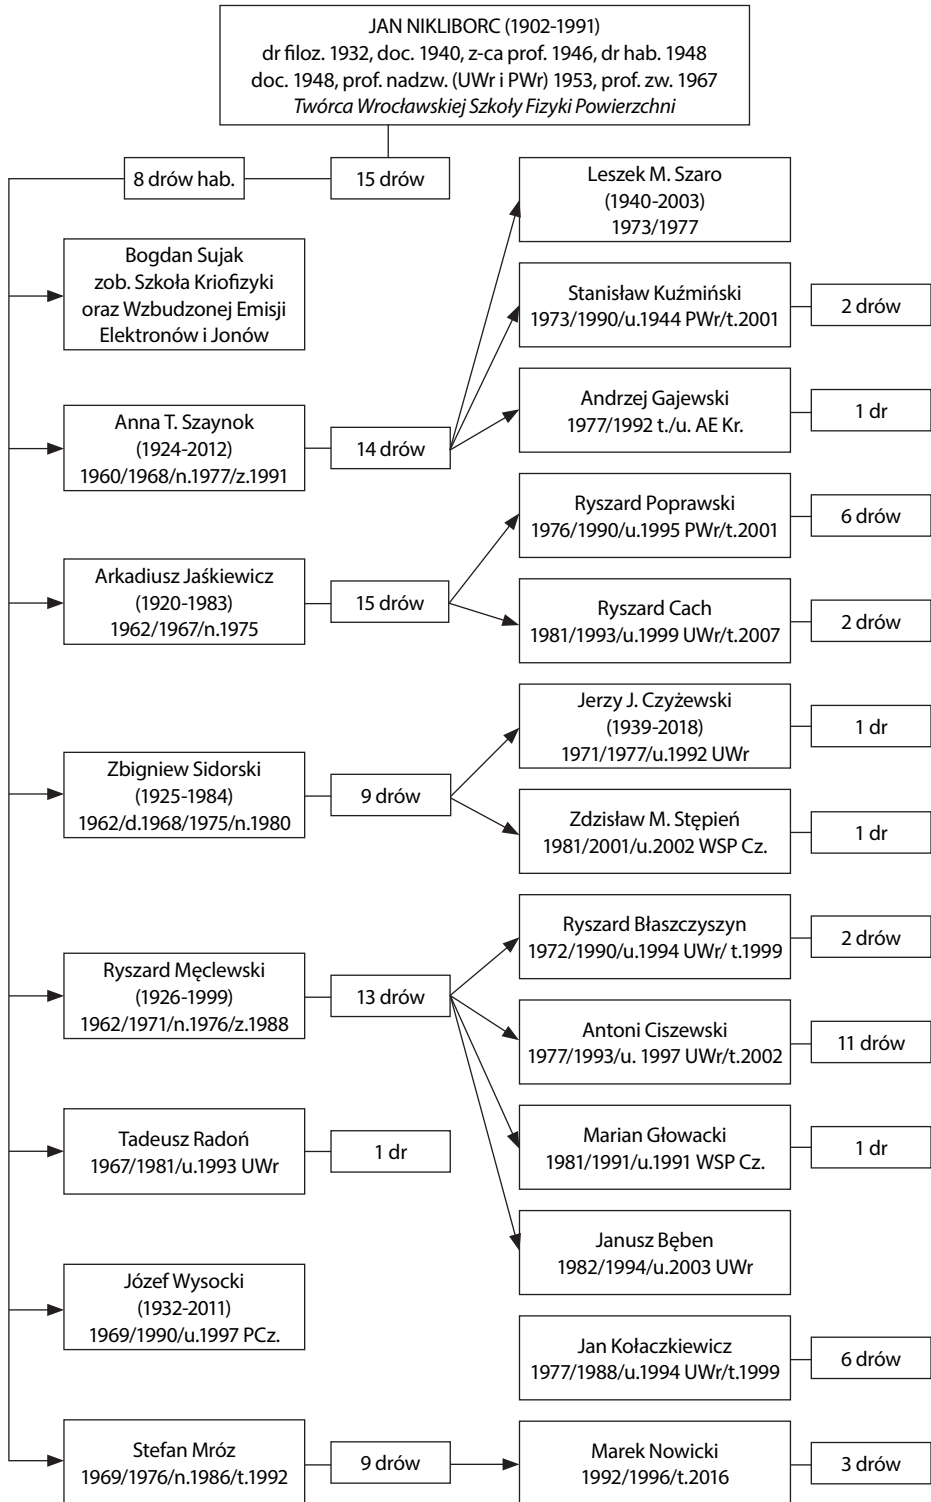 JAN NIKLIBORC (1902-1991)
dr filoz. 1932, doc. 1940, z-ca prof. 1946, dr hab. 1948
doc. 1948, prof. nadzw. (UWr i PWr) 1953, prof. zw. 1967
Twórca Wrocławskiej Szkoły Fizyki Powierzchni
8 drów hab.
15 drów
Leszek M. Szaro
(1940-2003)
1973/1977
Bogdan Sujak
zob. Szkoła Kriofizyki
oraz Wzbudzonej Emisji
Elektronów i Jonów
Stanisław Kuźmiński
1973/1990/u.1944 PWr/t.2001
2 drów
Anna T. Szaynok
(1924-2012)
1960/1968/n.1977/z.1991
14 drów
Andrzej Gajewski
1977/1992 t./u. AE Kr.
1 dr
Ryszard Poprawski
1976/1990/u.1995 PWr/t.2001
6 drów
Arkadiusz Jaśkiewicz
(1920-1983)
1962/1967/n.1975
15 drów
Ryszard Cach
1981/1993/u.1999 UWr/t.2007
2 drów
Jerzy J. Czyżewski
(1939-2018)
1971/1977/u.1992 UWr
1 dr
Zbigniew Sidorski
(1925-1984)
1962/d.1968/1975/n.1980
9 drów
Zdzisław M. Stępień
1981/2001/u.2002 WSP Cz.
1 dr
Ryszard Błaszczyszyn
1972/1990/u.1994 UWr/ t.1999
2 drów
Ryszard Męclewski
(1926-1999)
1962/1971/n.1976/z.1988
13 drów
Antoni Ciszewski
1977/1993/u. 1997 UWr/t.2002
11 drów
Tadeusz Radoń
1967/1981/u.1993 UWr
1 dr
Marian Głowacki
1981/1991/u.1991 WSP Cz.
1 dr
Janusz Bęben
1982/1994/u.2003 UWr
Józef Wysocki
(1932-2011)
1969/1990/u.1997 PCz.
Jan Kołaczkiewicz
1977/1988/u.1994 UWr/t.1999
6 drów
Stefan Mróz
1969/1976/n.1986/t.1992
9 drów
Marek Nowicki
1992/1996/t.2016
3 drów